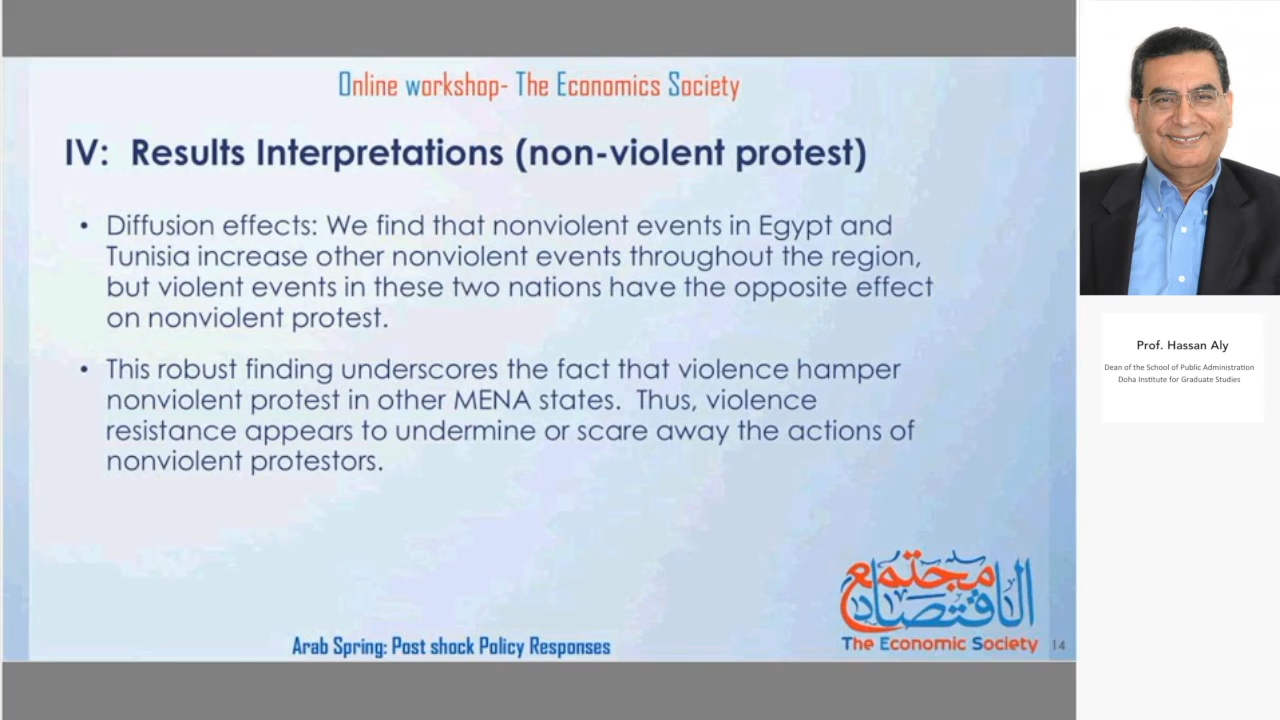 Online workshop- The Economics Society
IV: Results Interpretations (non-violent protest)
• Diffusion effects: We find that nonviolent events in Egypt and
Tunisia increase other nonviolent events throughout the region,
but violent events in these two nations have the opposite effect
on nonviolent protest.
• This robust finding underscores the fact that violence hamper
nonviolent protest in other MENA states. Thus, violence
resistance appears to undermine or scare away the actions of
nonviolent protestors.
مجتمع
الاقتصاد
The Economic Society
Arab Spring: Post shock Policy Responses
14
Prof. Hassan Aly
Dean of the School of Public Administration
Doha Institute for Graduate Studies